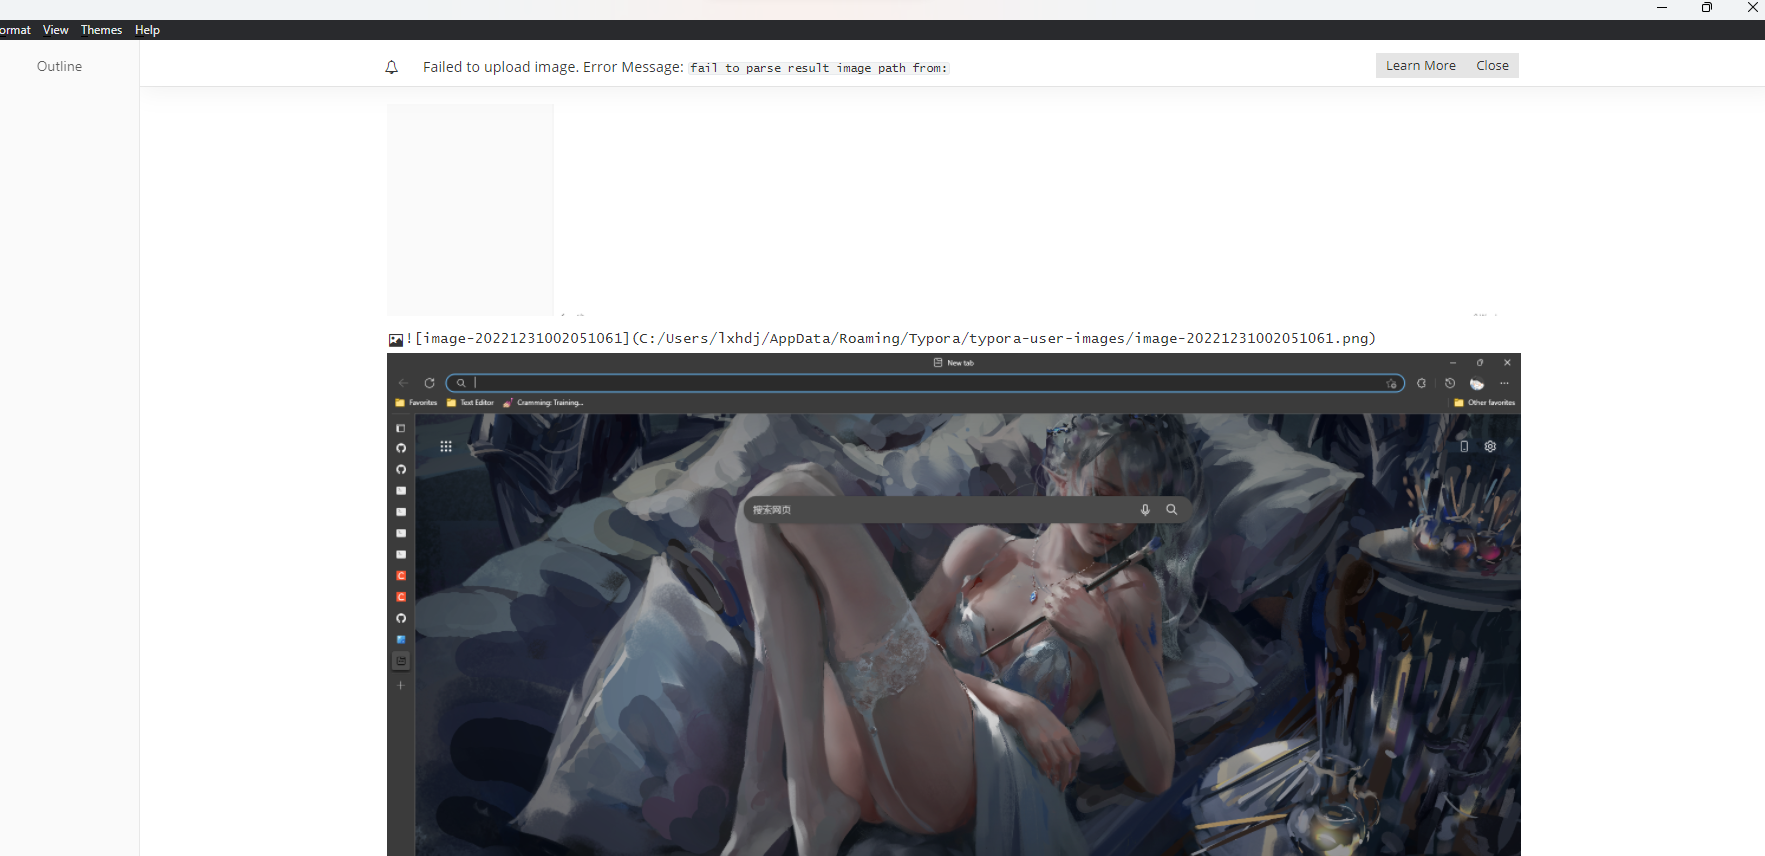 ormat View Themes Help
Outline
Failed to upload image. Error Message: fail to parse result image path from:
Learn More Close
![image-20221231002051061](C:/Users/lxhdj/AppData/Roaming/Typora/typora-user-images/image-20221231002051061.png)
New tab
Favorites Text Editor Cramming: Training... Other favorites
搜索网页